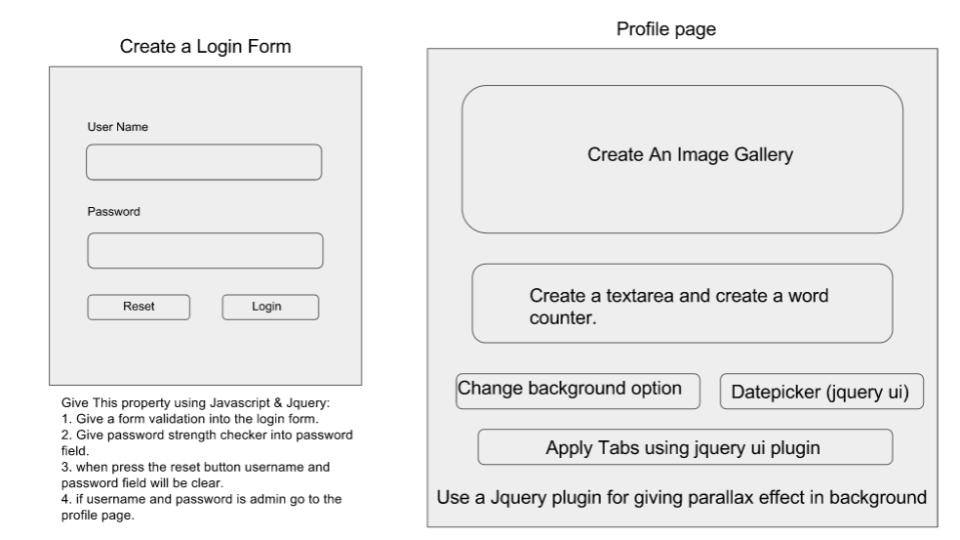 Create a Login Form
User Name
Password
Reset
Login
Give This property using Javascript & Jquery:
1. Give a form validation into the login form.
2. Give password strength checker into password
field.
3. when press the reset button username and
password field will be clear.
4. if username and password is admin go to the
profile page.
Profile page
Create An Image Gallery
Create a textarea and create a word
counter.
Change background option
Datepicker (jquery ui)
Apply Tabs using jquery ui plugin
Use a Jquery plugin for giving parallax effect in background